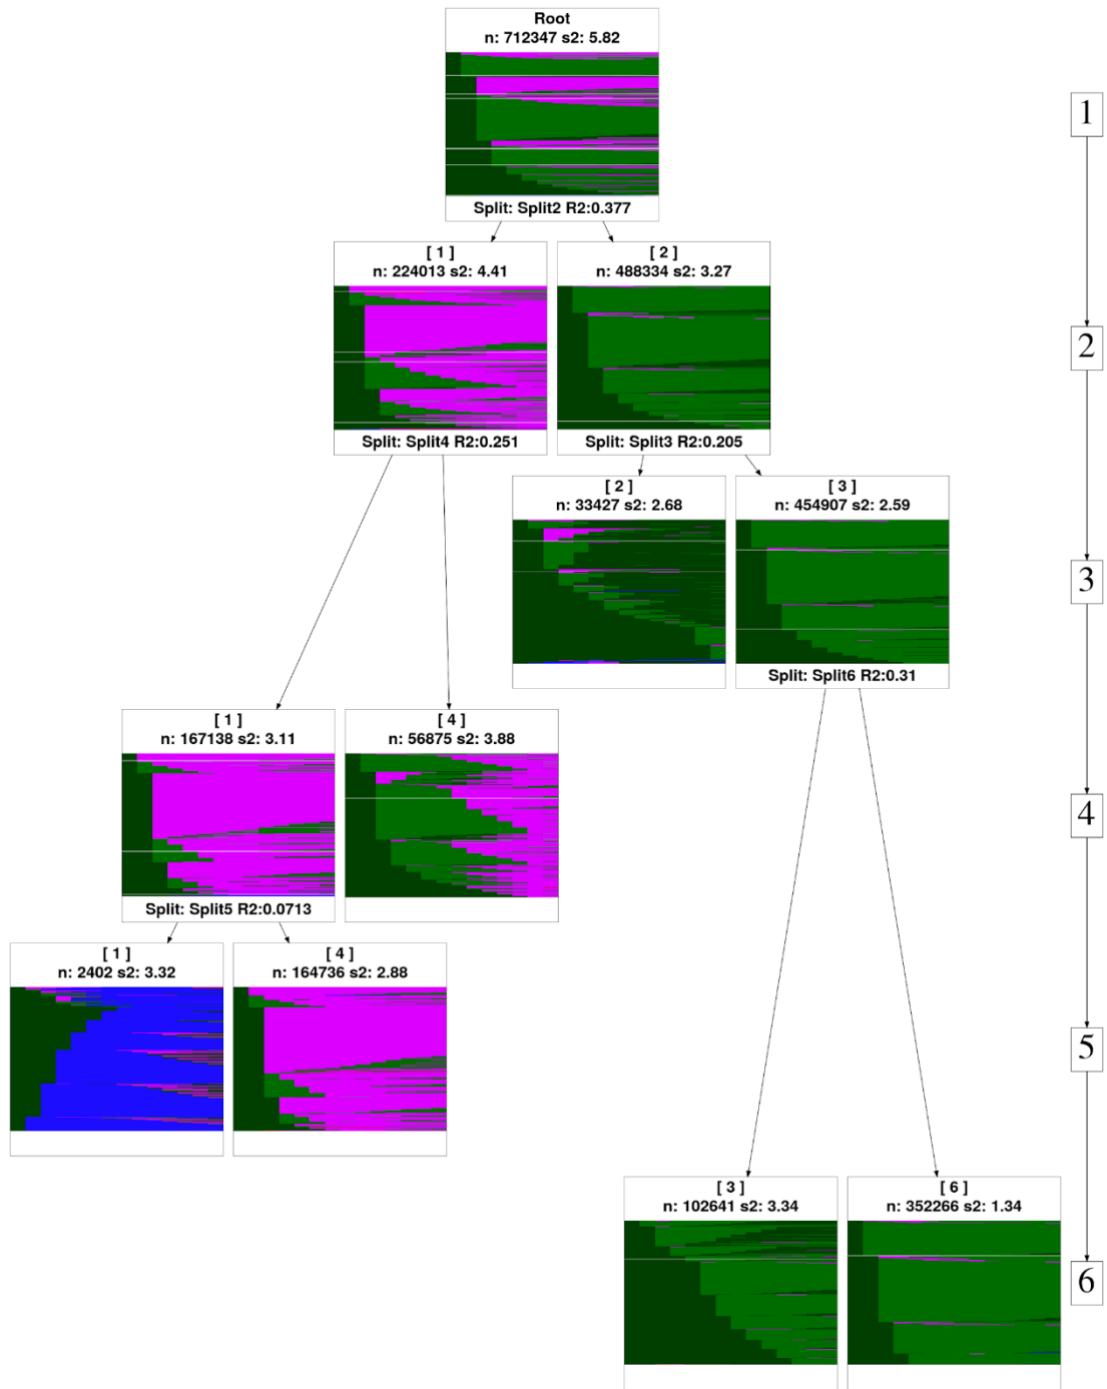 Root
n: 712347 s2: 5.82
Split: Split2 R2:0.377
1
[ 1 ]
n: 224013 s2: 4.41
Split: Split4 R2:0.251
[ 2 ]
n: 488334 s2: 3.27
Split: Split3 R2:0.205
2
[ 2 ]
n: 33427 s2: 2.68
[ 3 ]
n: 454907 s2: 2.59
Split: Split6 R2:0.31
3
[ 1 ]
n: 167138 s2: 3.11
Split: Split5 R2:0.0713
[ 4 ]
n: 56875 s2: 3.88
4
[ 1 ]
n: 2402 s2: 3.32
[ 4 ]
n: 164736 s2: 2.88
5
[ 3 ]
n: 102641 s2: 3.34
[ 6 ]
n: 352266 s2: 1.34
6